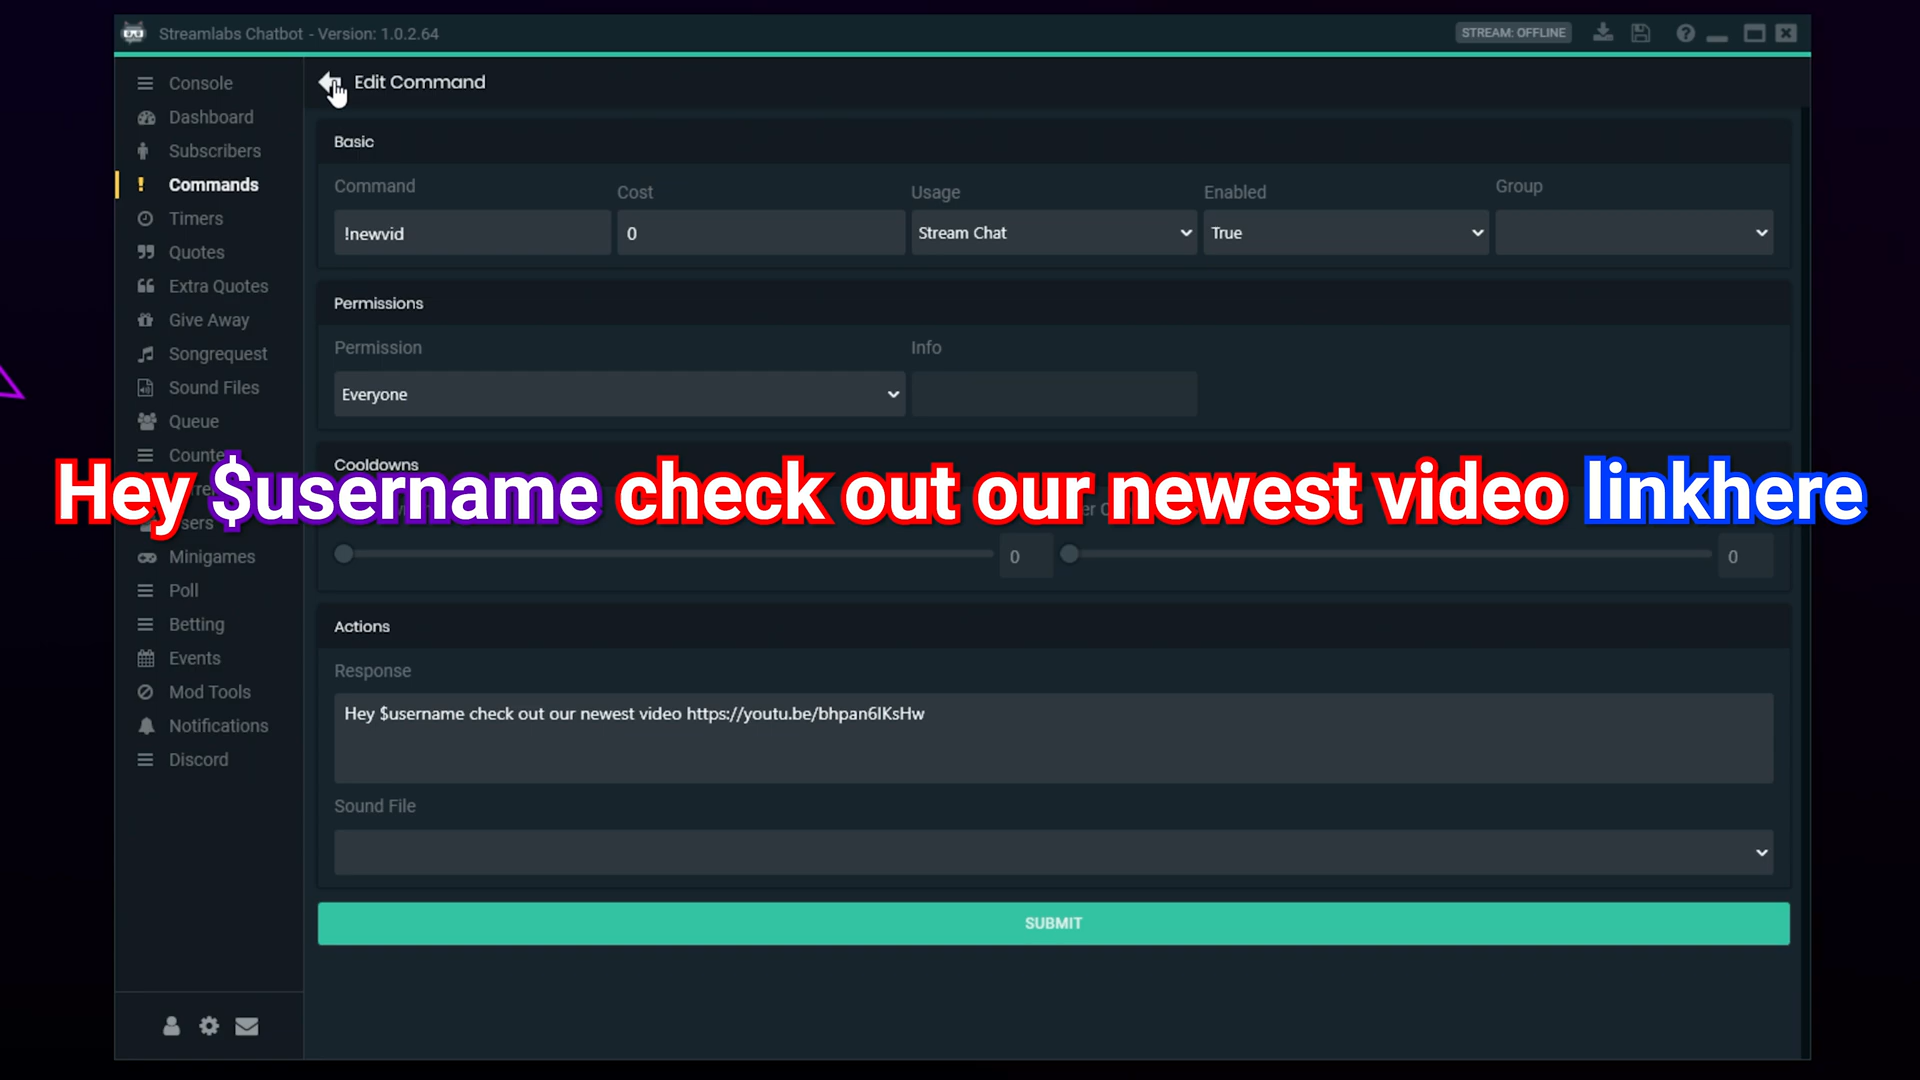 Streamlabs Chatbot - Version: 1.0.2.64
STREAM: OFFLINE
Console
Dashboard
Subscribers
Commands
Timers
Quotes
Extra Quotes
Give Away
Songrequest
Sound Files
Queue
Minigames
Poll
Betting
Events
Mod Tools
Notifications
Discord
Edit Command
Basic
Command
Cost
Usage
Enabled
Group
!newvid
0
Stream Chat
True
Permissions
Permission
Info
Everyone
Cooldowns
Hey $username check out our newest video linkhere
0
0
Actions
Response
Hey $username check out our newest video https://youtu.be/bhpan6IKsHw
Sound File
SUBMIT